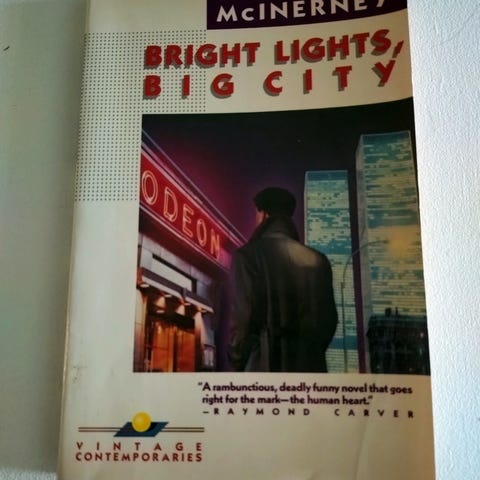 McINERNEY
BRIGHT LIGHTS,
BIG CITY
ODEON
"A rambunctious, deadly funny novel that goes
right for the mark—the human heart."
—RAYMOND CARVER
VINTAGE
CONTEMPORARIES